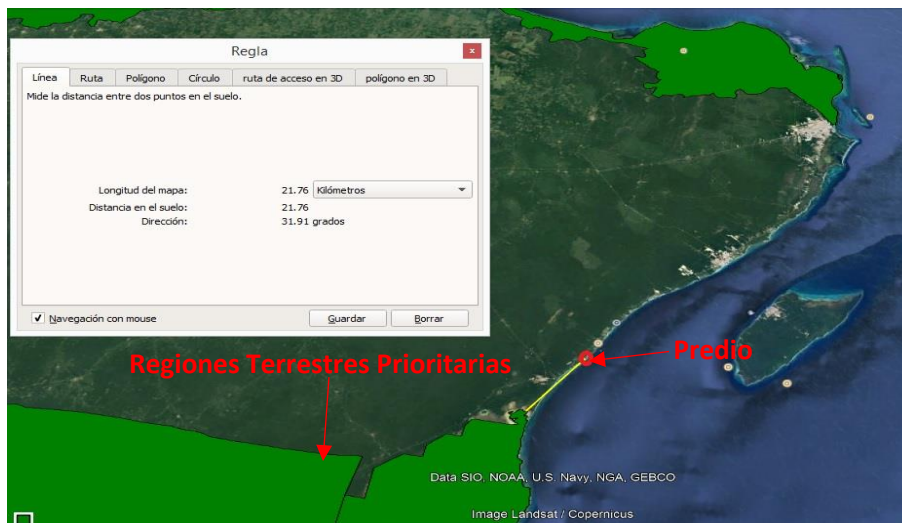 Regla
x
Línea Ruta Polígono Círculo ruta de acceso en 3D polígono en 3D
Mide la distancia entre dos puntos en el suelo.
Longitud del mapa: 21.76 Kilómetros
Distancia en el suelo: 21.76
Dirección: 31.91 grados
Navegación con mouse Guardar Borrar
Regiones Terrestres Prioritarias
Predio
Data SIO, NOAA, U.S. Navy, NGA, GEBCO
Image Landsat / Copernicus